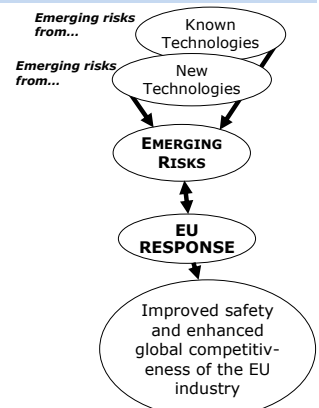 Emerging risks
from...
Known
Technologies
Emerging risks
from...
New
Technologies
EMERGING
RISKS
EU
RESPONSE
Improved safety
and enhanced
global competitiv-
eness of the EU
industry